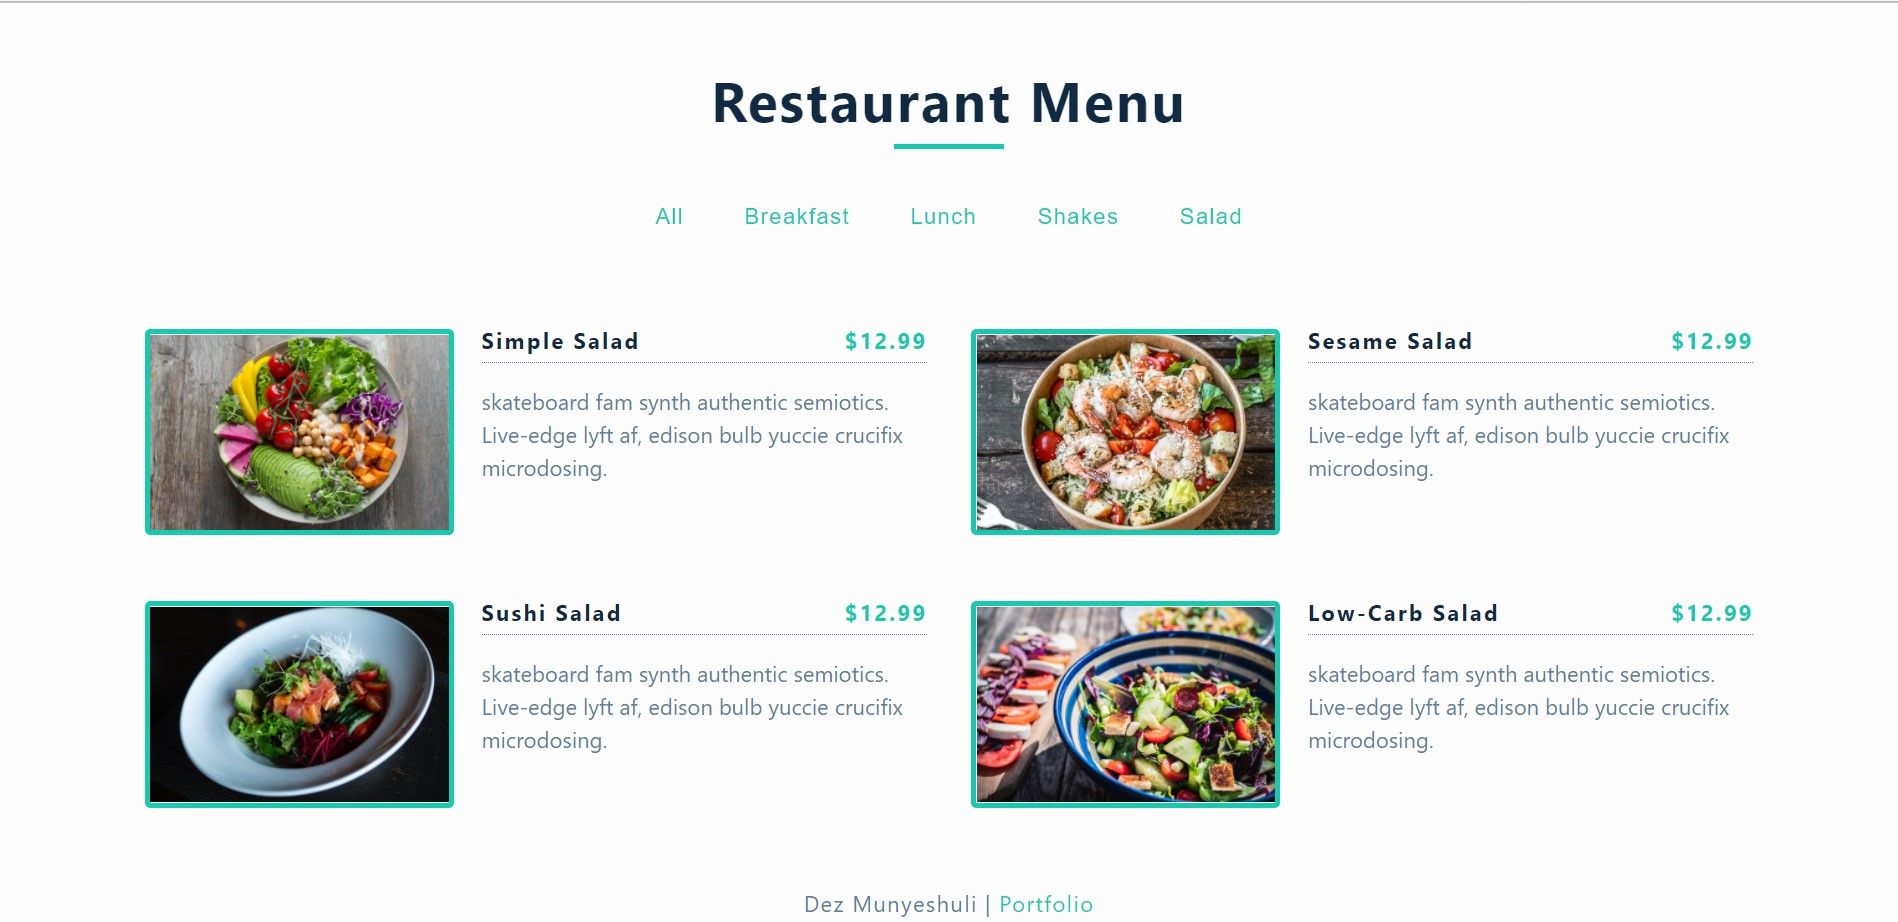 Restaurant Menu
All Breakfast Lunch Shakes Salad
Simple Salad $12.99
skateboard fam synth authentic semiotics.
Live-edge lyft af, edison bulb yuccie crucifix
microdosing.
Sesame Salad $12.99
skateboard fam synth authentic semiotics.
Live-edge lyft af, edison bulb yuccie crucifix
microdosing.
Sushi Salad $12.99
skateboard fam synth authentic semiotics.
Live-edge lyft af, edison bulb yuccie crucifix
microdosing.
Low-Carb Salad $12.99
skateboard fam synth authentic semiotics.
Live-edge lyft af, edison bulb yuccie crucifix
microdosing.
Dez Munyeshuli | Portfolio